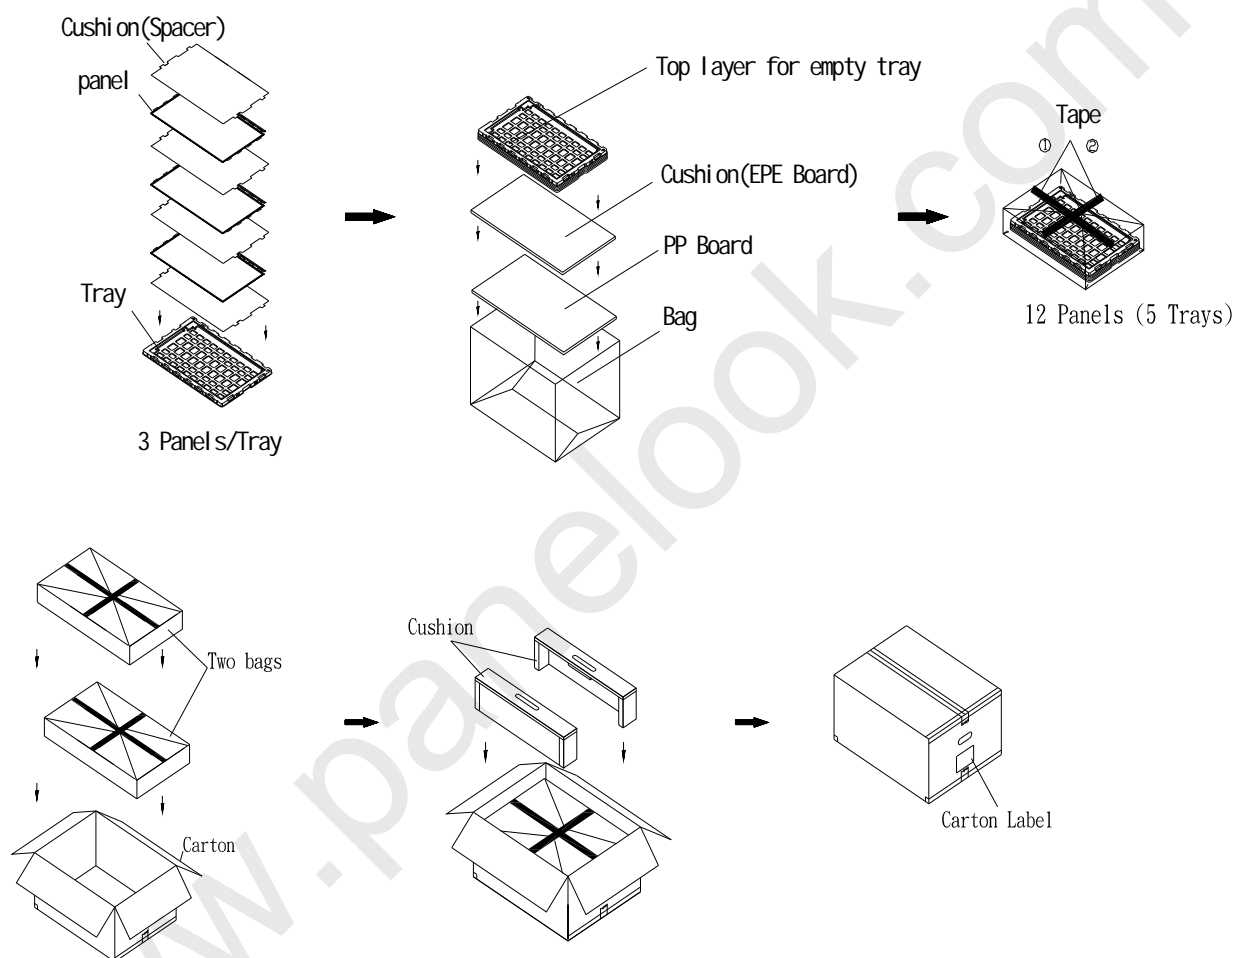 Cushion(Spacer)
panel
Tray
3 Panels/Tray
Top layer for empty tray
Cushion(EPE Board)
PP Board
Bag
Tape
① ②
12 Panels (5 Trays)
Two bags
Carton
Cushion
Carton Label
w.panelook.com